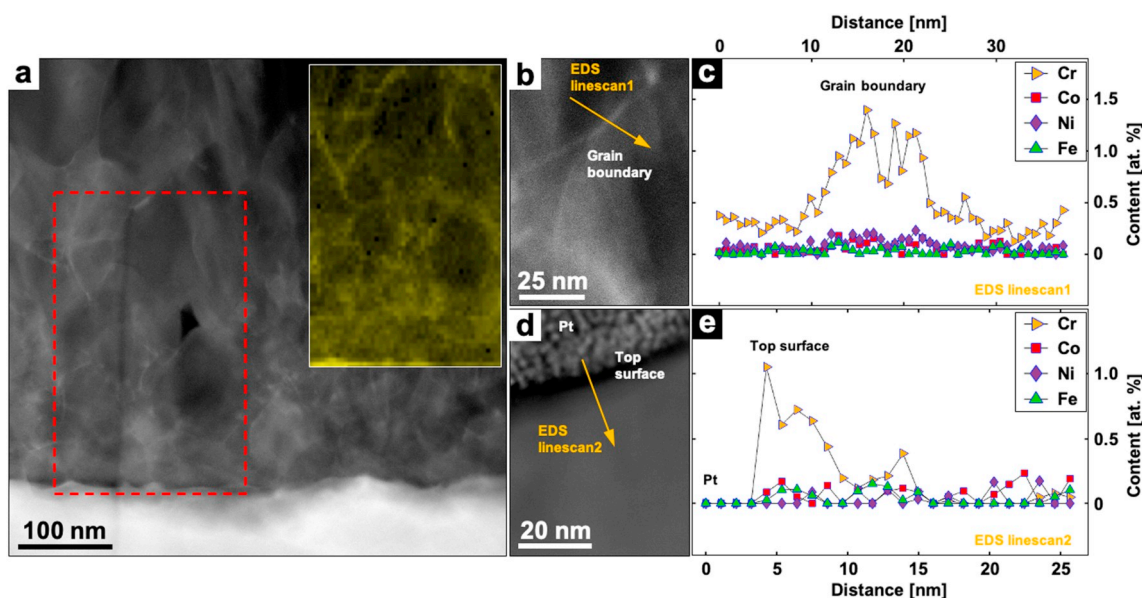 a
100 nm
b
EDS
linescan1
Grain
boundary
25 nm
Distance [nm]
0 10 20 30
c
Grain boundary
Cr
Co
Ni
Fe
1.5
1.0
0.5
0
Content [at. %]
EDS linescan1
d
Pt
Top
surface
EDS
linescan2
20 nm
e
Top surface
Cr
Co
Ni
Fe
Pt
1.0
0.5
0
Content [at. %]
EDS linescan2
0 5 10 15 20 25
Distance [nm]